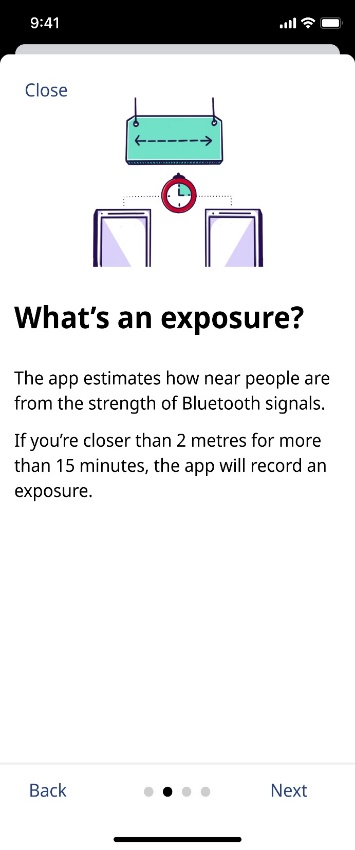 9:41
Close
What's an exposure?
The app estimates how near people are
from the strength of Bluetooth signals.
If you're closer than 2 metres for more
than 15 minutes, the app will record an
exposure.
Back
Next